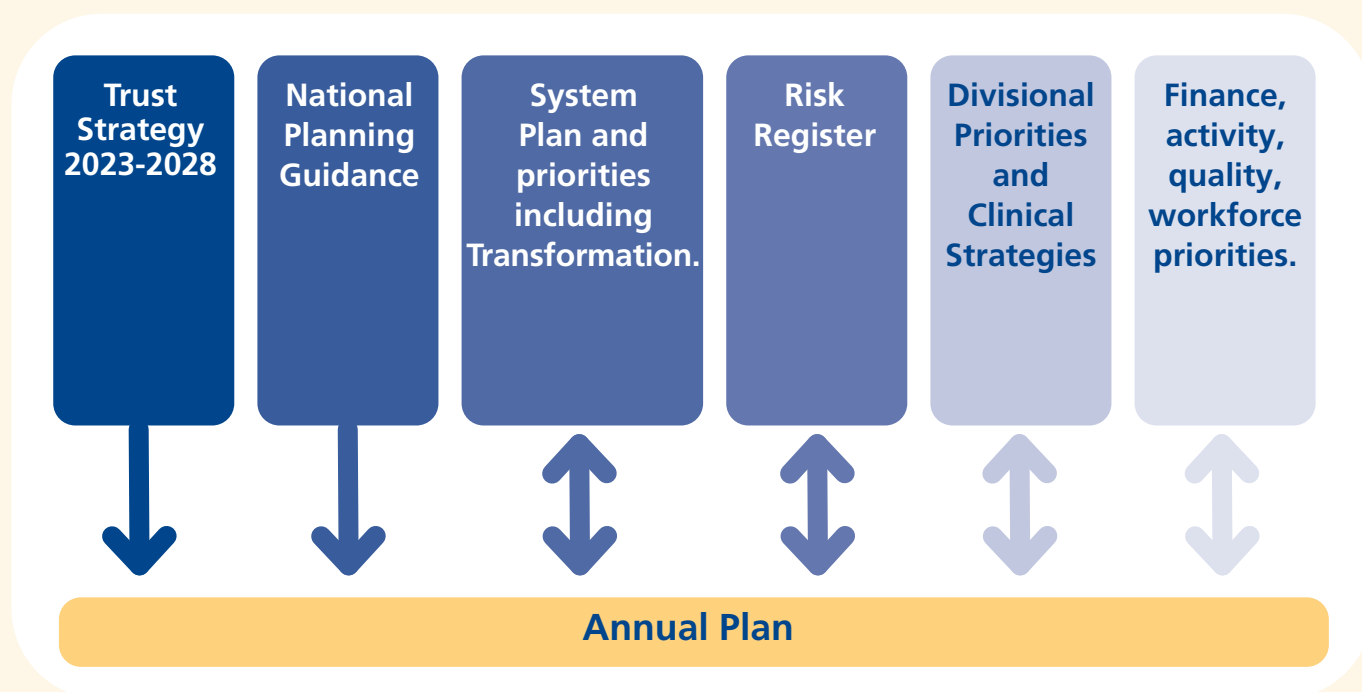 Trust
Strategy
2023-2028
National
Planning
Guidance
System
Plan and
priorities
including
Transformation.
Risk
Register
Divisional
Priorities
and
Clinical
Strategies
Finance,
activity,
quality,
workforce
priorities.
Annual Plan